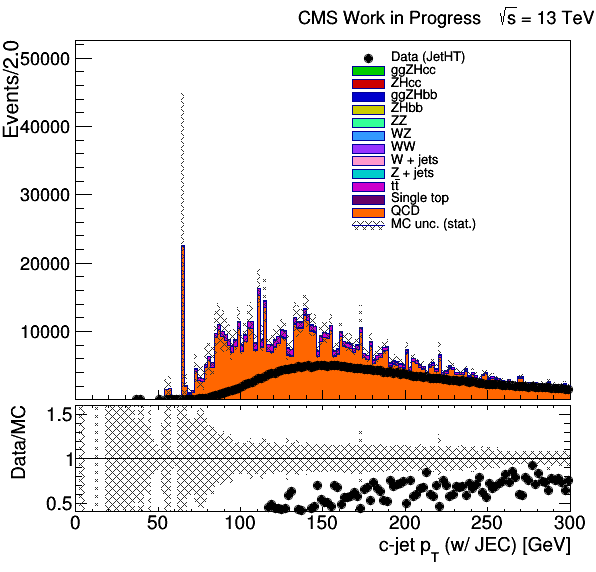 CMS Work in Progress √s = 13 TeV
Events/2.0
50000
40000
30000
20000
10000
Data (JetHT)
ggZHcc
ZHcc
ggZHbb
ZHbb
ZZ
WZ
WW
W + jets
Z + jets
tt̄
Single top
QCD
MC unc. (stat.)
Data/MC
1.5
1
0.5
0 50 100 150 200 250 300
c-jet p_T (w/ JEC) [GeV]